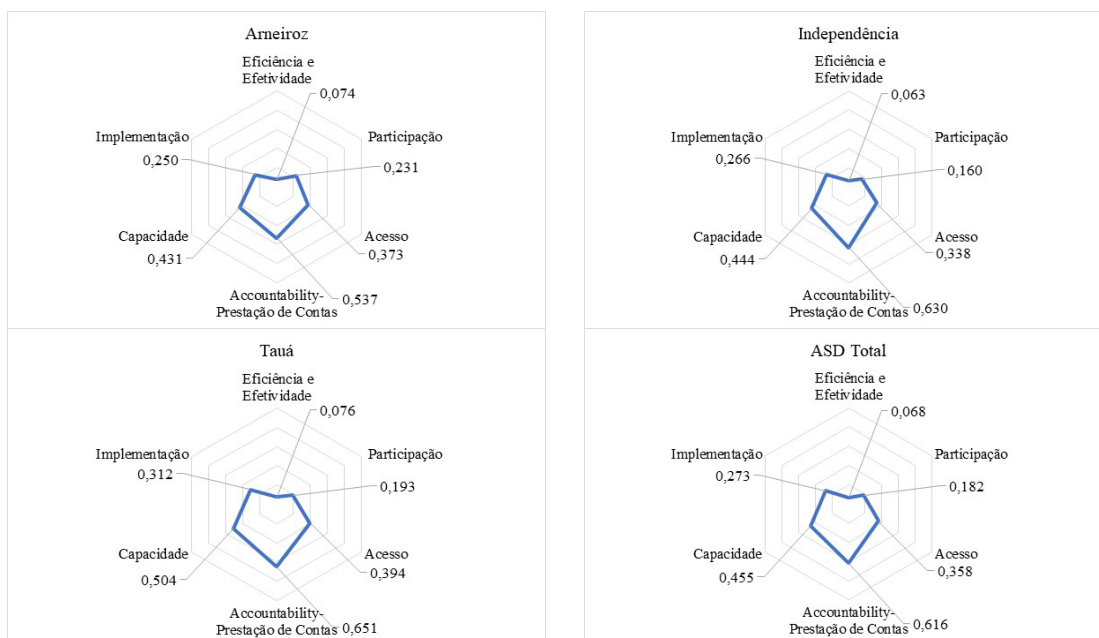 Arneiroz
Eficiência e
Efetividade
0,074
Implementação
0,250
Participação
0,231
Capacidade
0,431
Acesso
0,373
Accountability-
Prestação de Contas
0,537
Independência
Eficiência e
Efetividade
0,063
Implementação
0,266
Participação
0,160
Capacidade
0,444
Acesso
0,338
Accountability-
Prestação de Contas
0,630
Tauá
Eficiência e
Efetividade
0,076
Implementação
0,312
Participação
0,193
Capacidade
0,504
Acesso
0,394
Accountability-
Prestação de Contas
0,651
ASD Total
Eficiência e
Efetividade
0,068
Implementação
0,273
Participação
0,182
Capacidade
0,455
Acesso
0,358
Accountability-
Prestação de Contas
0,616